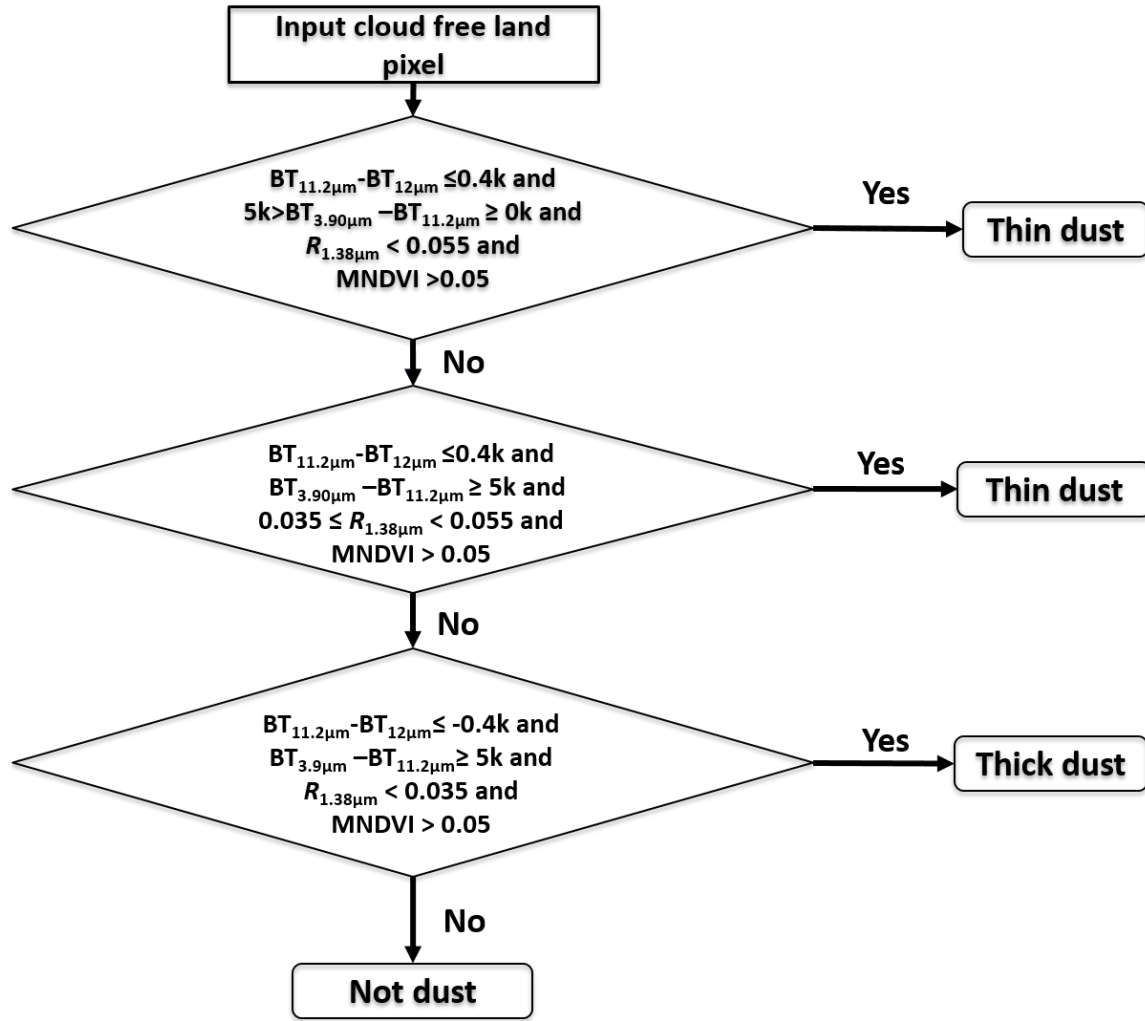 Input cloud free land
pixel
BT11.2μm-BT12μm ≤0.4k and
5k>BT3.90μm –BT11.2μm ≥ 0k and
R1.38μm < 0.055 and
MNDVI >0.05
Yes
Thin dust
No
BT11.2μm-BT12μm ≤0.4k and
BT3.90μm –BT11.2μm ≥ 5k and
0.035 ≤ R1.38μm < 0.055 and
MNDVI > 0.05
Yes
Thin dust
No
BT11.2μm-BT12μm≤ -0.4k and
BT3.9μm –BT11.2μm≥ 5k and
R1.38μm < 0.035 and
MNDVI > 0.05
Yes
Thick dust
No
Not dust